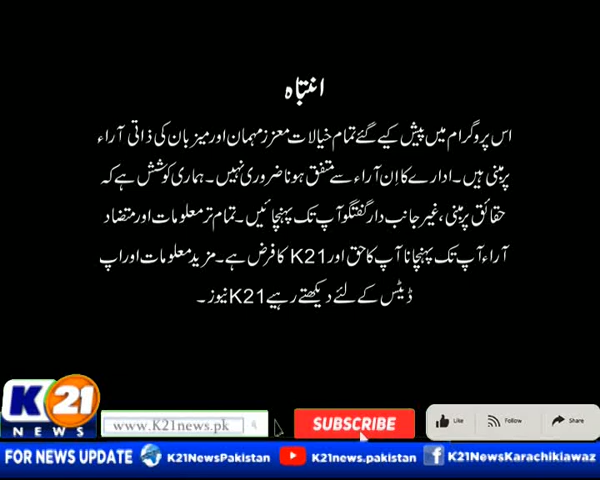 انتباہ
اس پروگرام میں پیش کیے گئے تمام خیالات معزز مہمان اور میزبان کی ذاتی آراء
پر مبنی ہیں۔ ادارے کا اِن آراء سے متفق ہونا ضروری نہیں۔ ہماری کوشش ہے کہ
حقائق پر مبنی، غیر جانب دار گفتگو آپ تک پہنچائیں۔ تمام تر معلومات اور متضاد
آراء آپ تک پہنچانا آپ کا حق اور K21 کا فرض ہے۔ مزید معلومات اور اپ
ڈیٹس کے لئے دیکھتے رہیے K21 نیوز۔
K21
NEWS
www.K21news.pk
SUBSCRIBE
Like
Follow
Share
FOR NEWS UPDATE K21NewsPakistan K21news.pakistan K21NewsKarachikiawaz